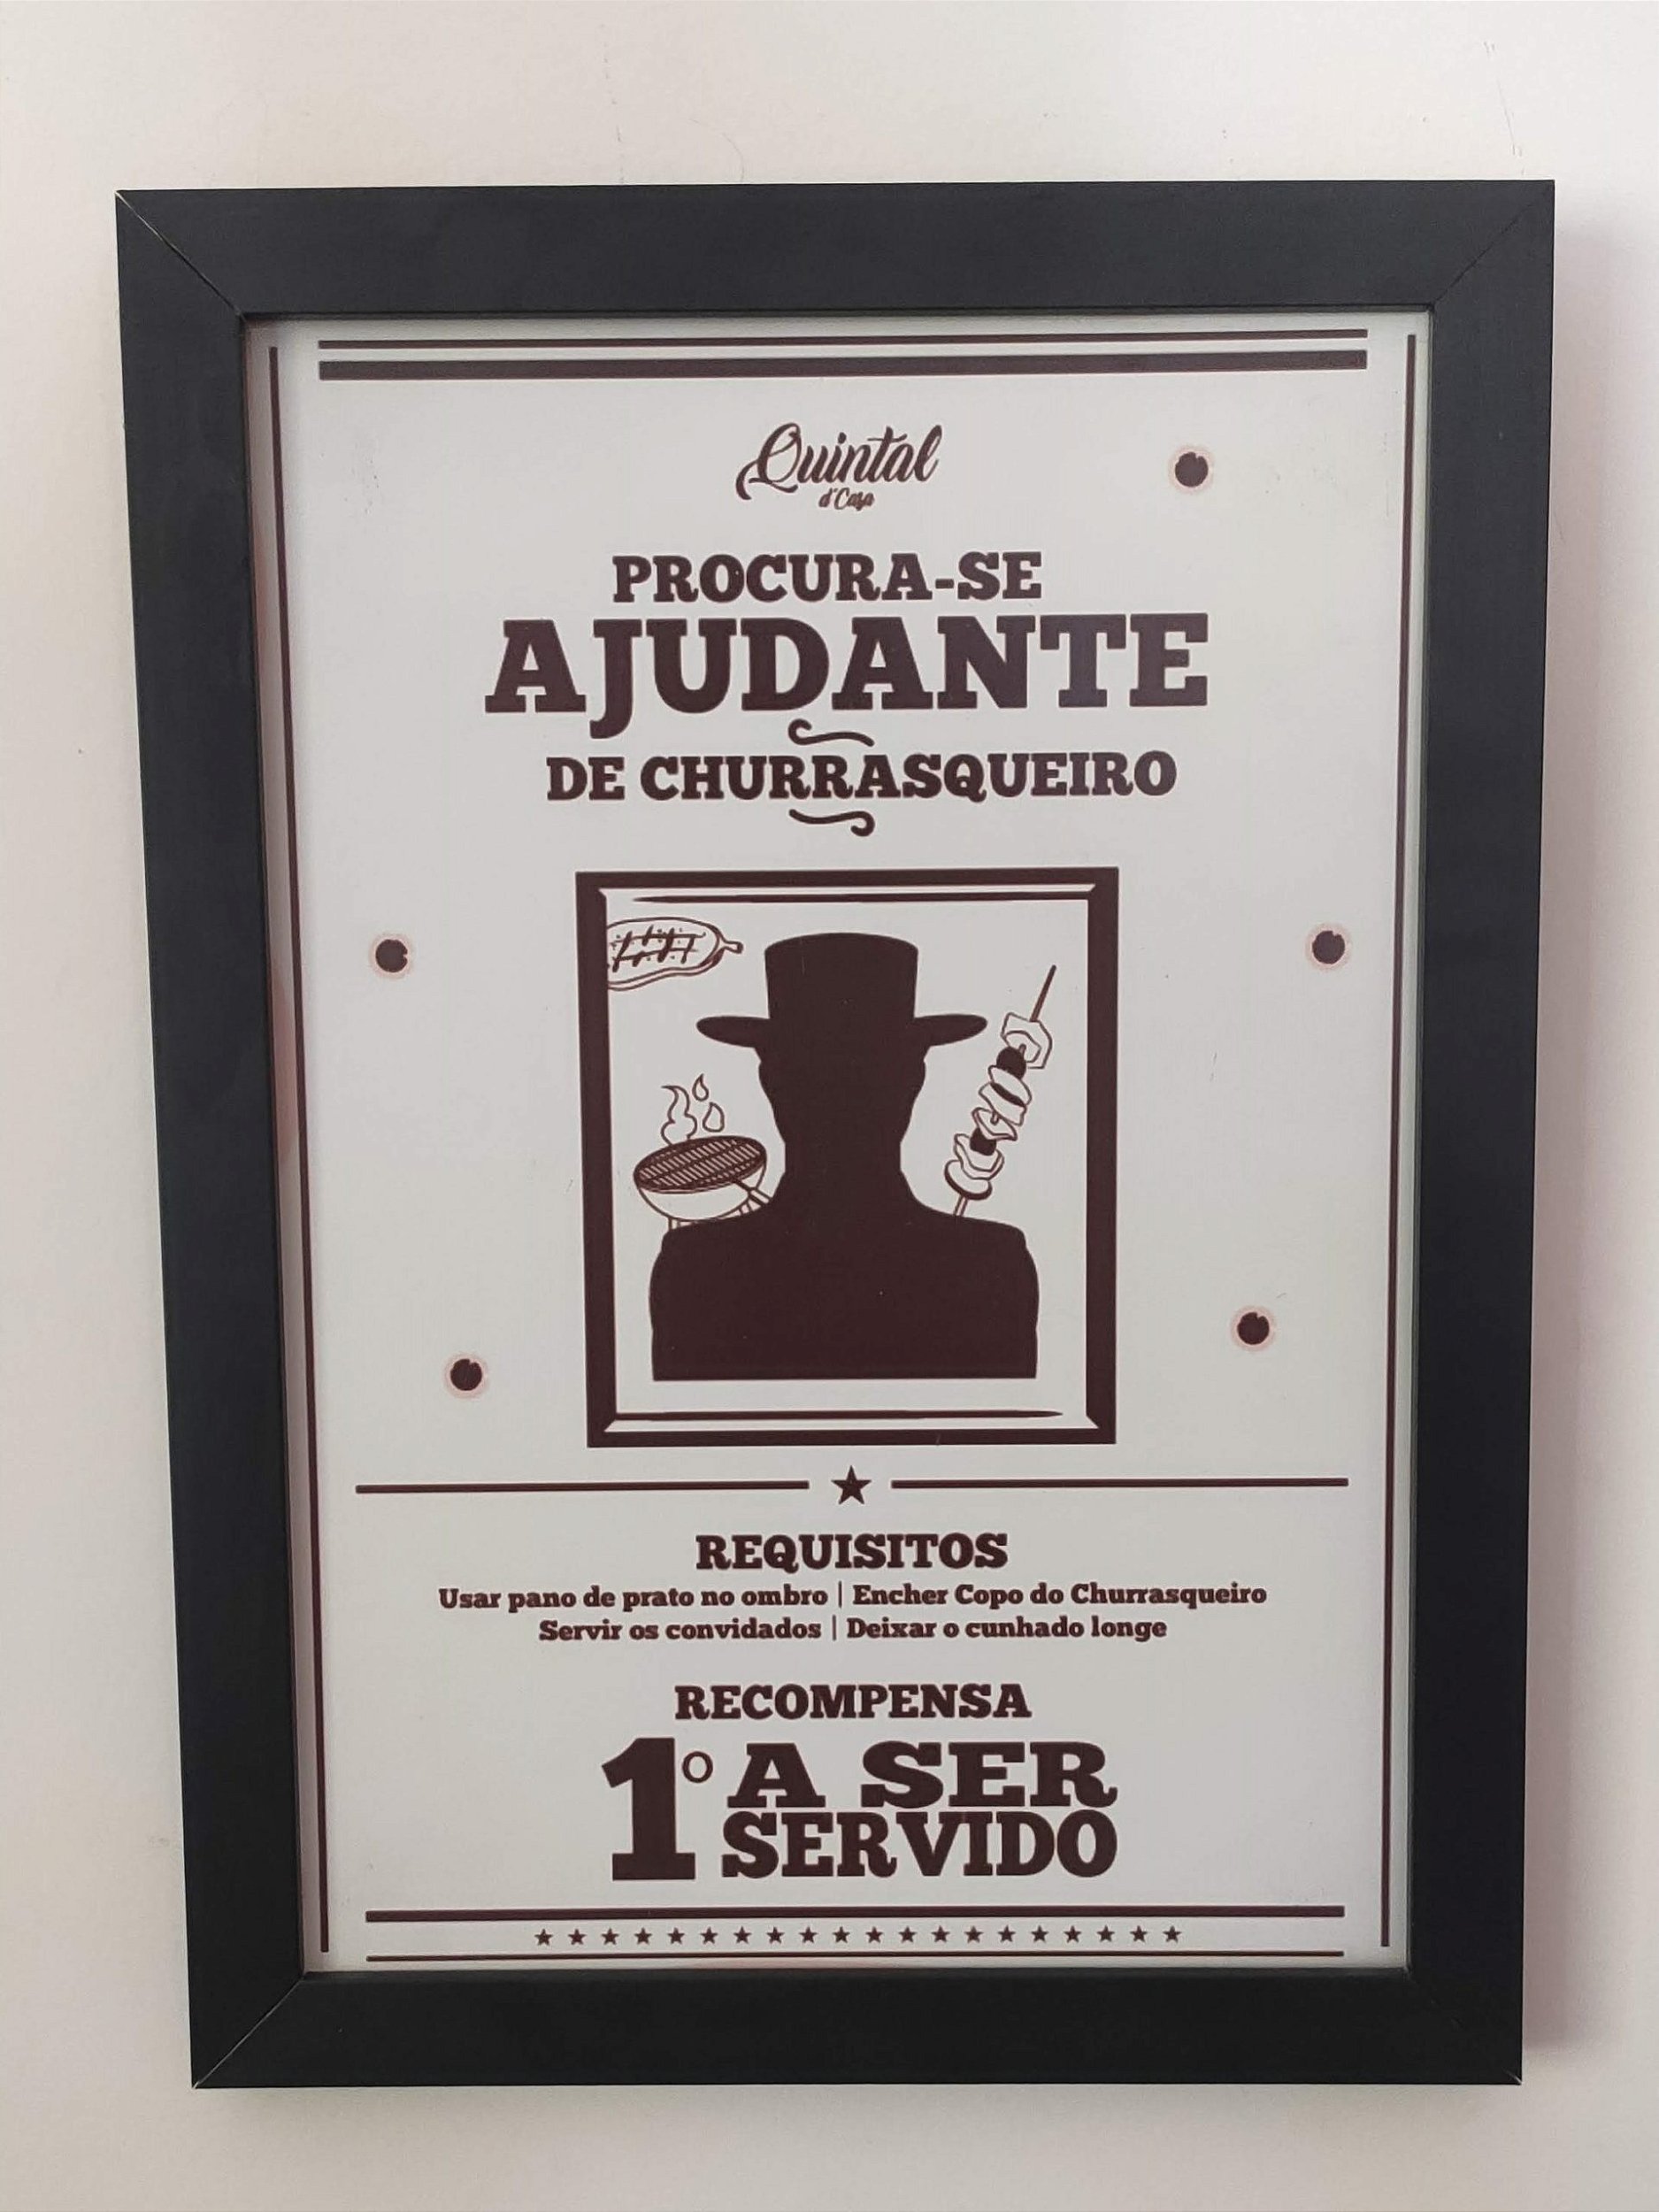 Quintal
d'Casa
PROCURA-SE
AJUDANTE
DE CHURRASQUEIRO
REQUISITOS
Usar pano de prato no ombro | Encher Copo do Churrasqueiro
Servir os convidados | Deixar o cunhado longe
RECOMPENSA
1º A SER
SERVIDO